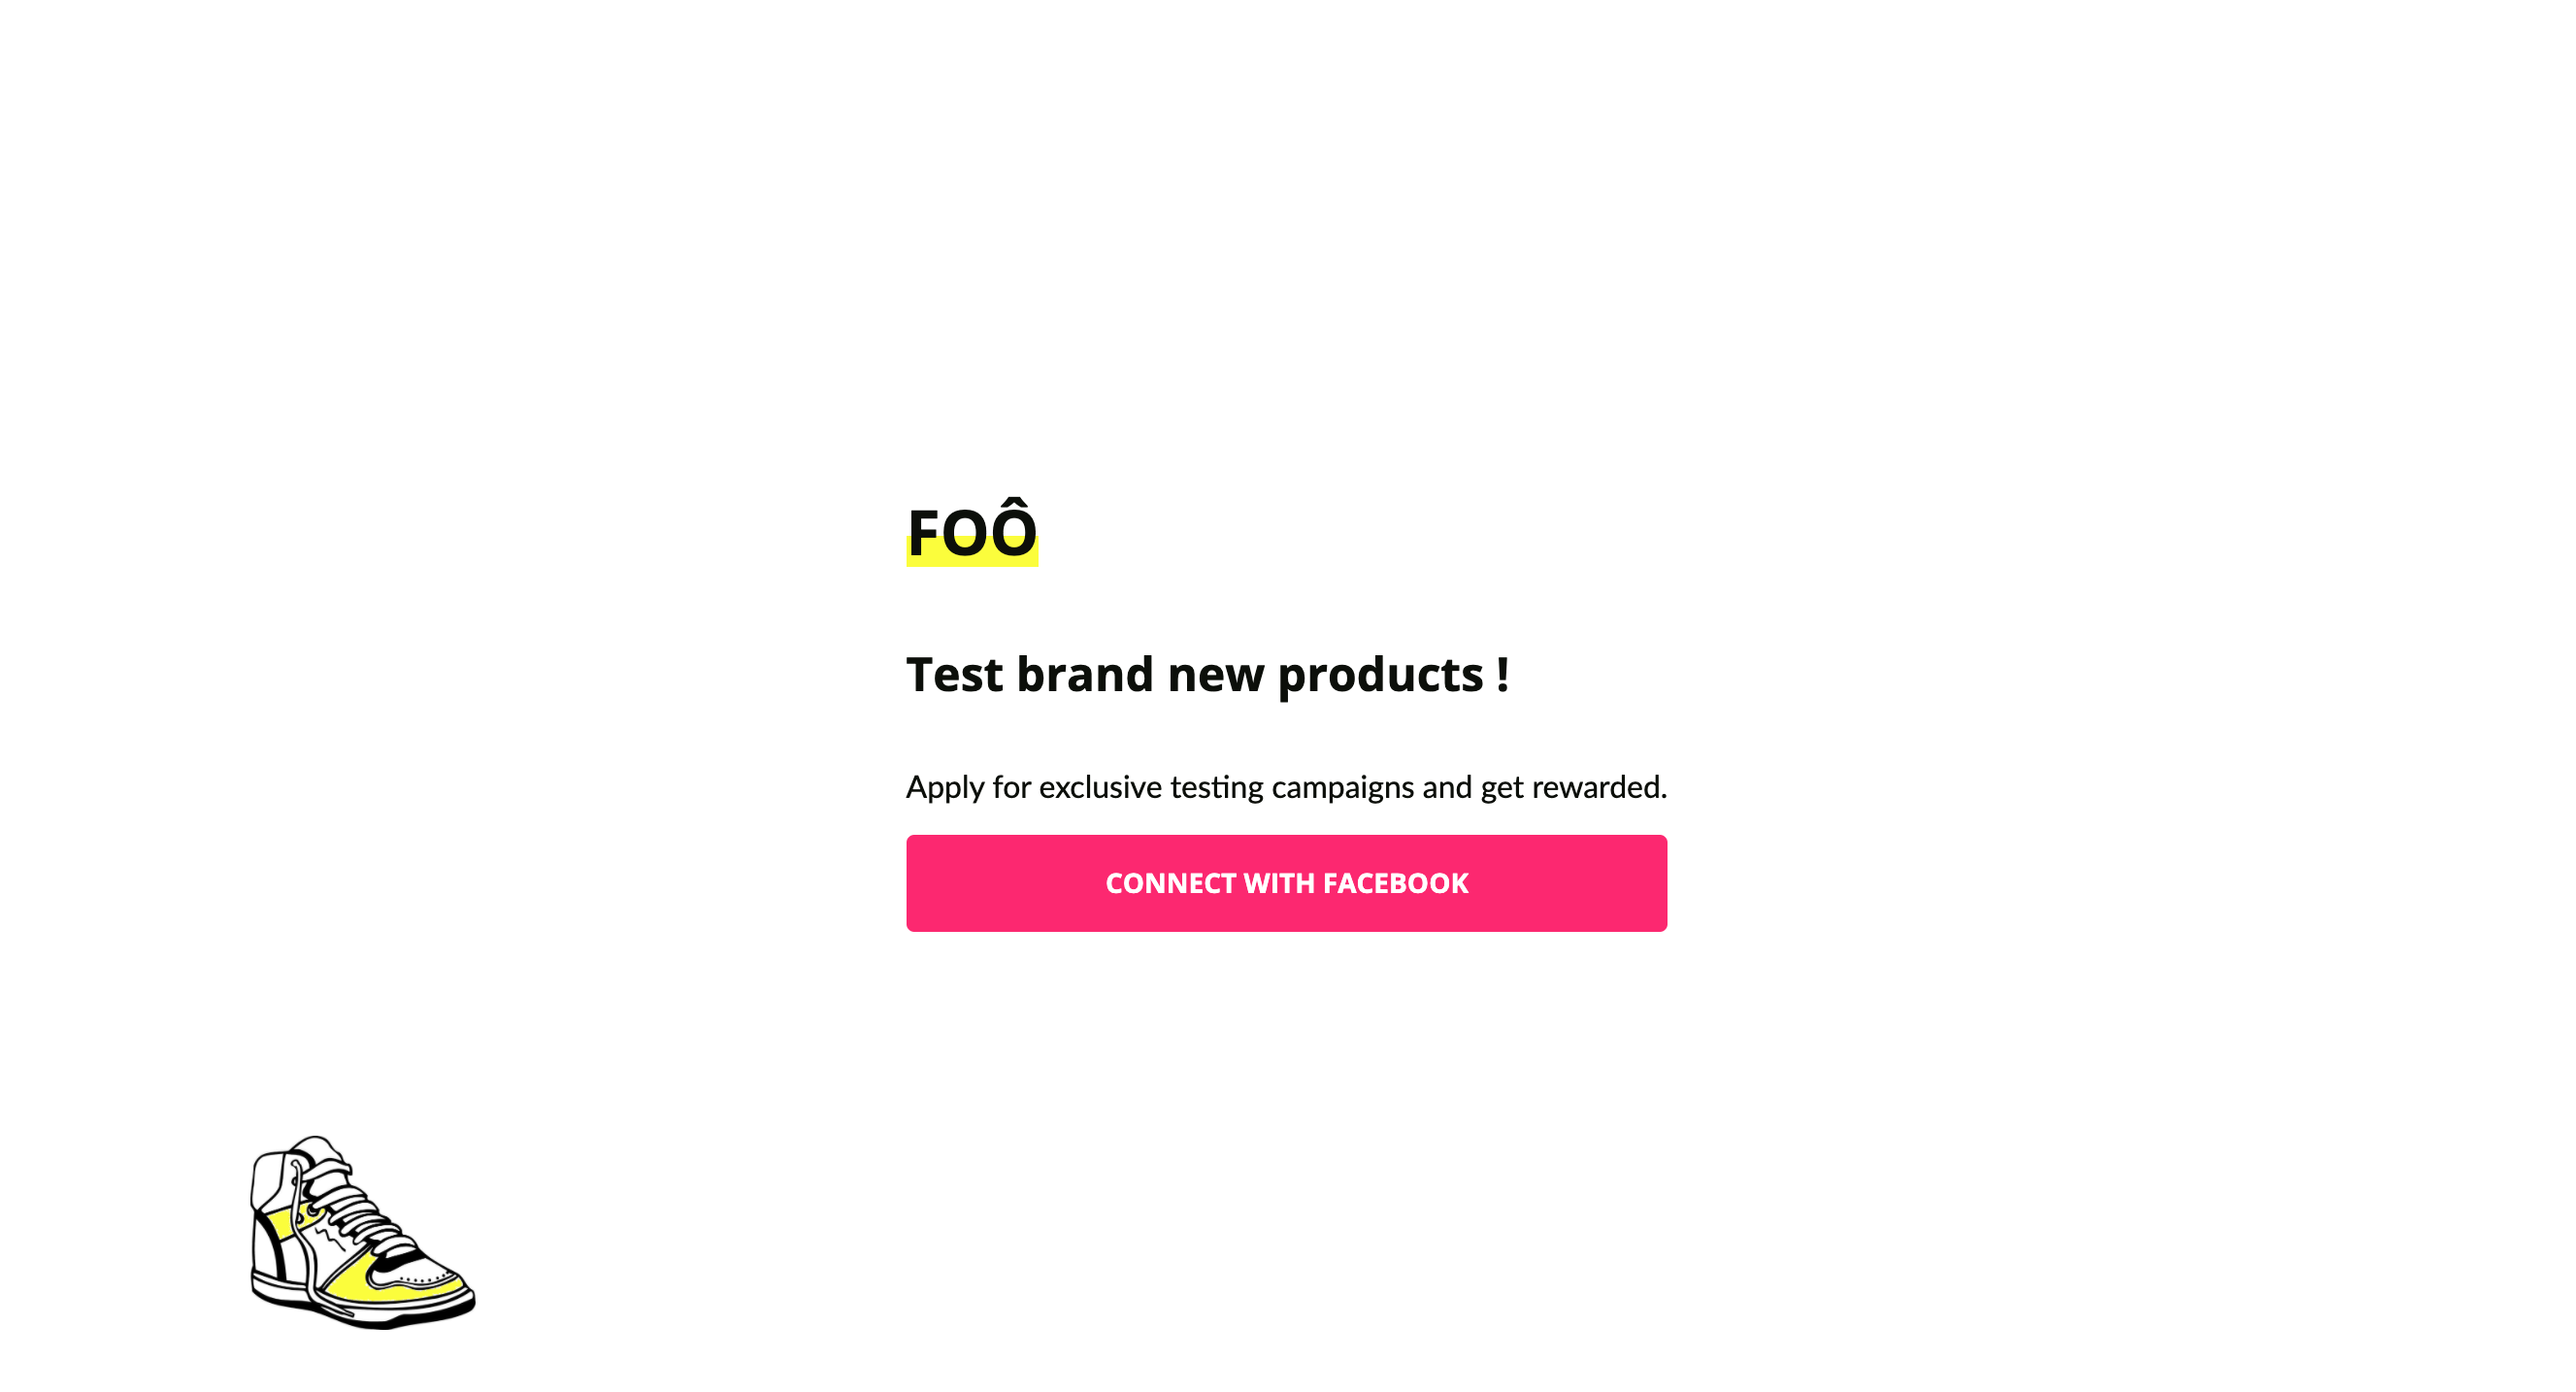 FOÔ
Test brand new products !
Apply for exclusive testing campaigns and get rewarded.
CONNECT WITH FACEBOOK